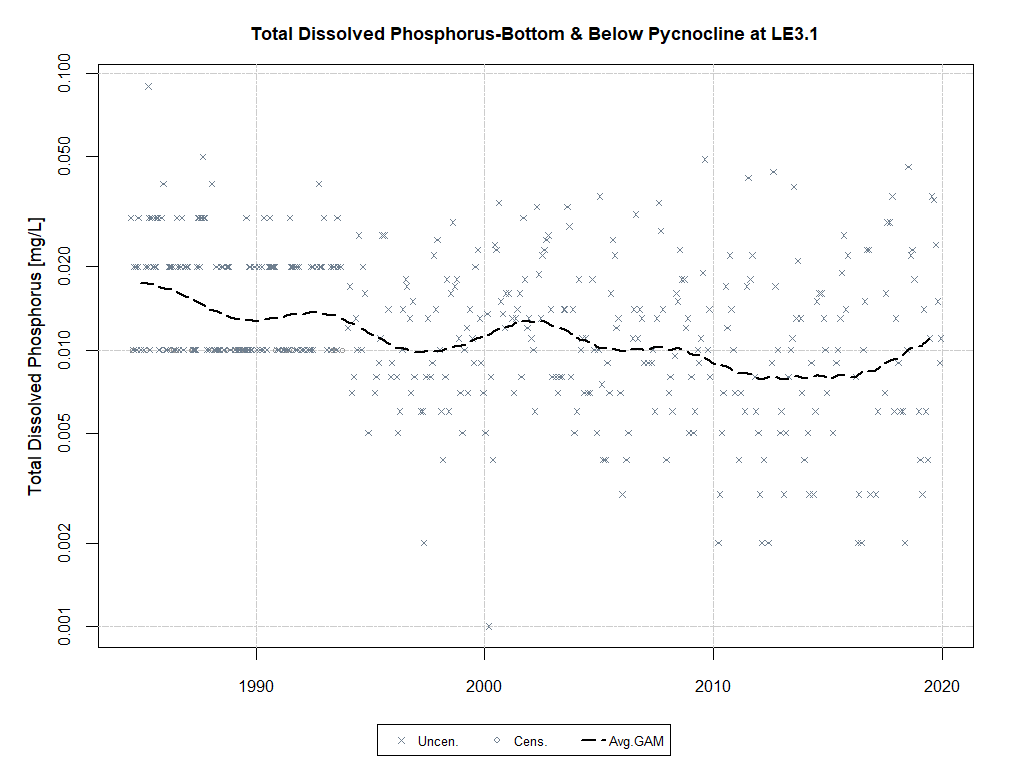 Total Dissolved Phosphorus-Bottom & Below Pycnocline at LE3.1
Total Dissolved Phosphorus [mg/L]
0.100
0.050
0.020
0.010
0.005
0.002
0.001
1990 2000 2010 2020
Uncen. Cens. Avg.GAM